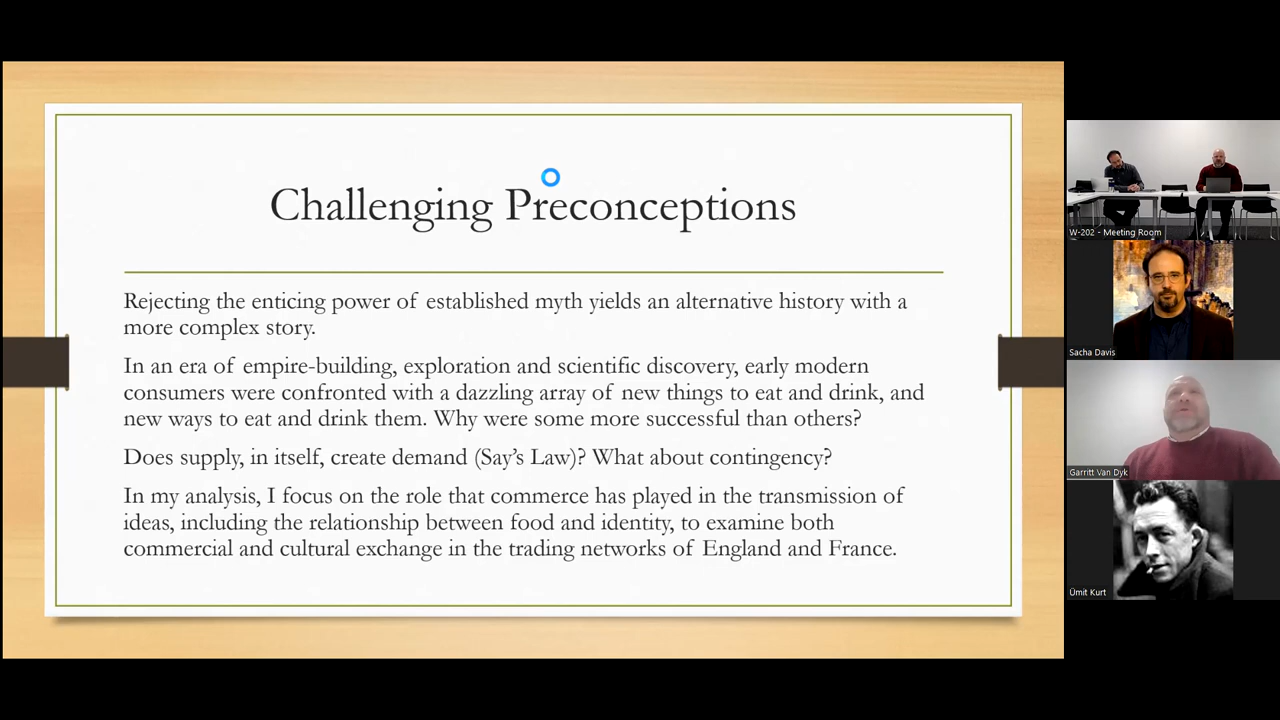 Challenging Preconceptions
Rejecting the enticing power of established myth yields an alternative history with a
more complex story.
In an era of empire-building, exploration and scientific discovery, early modern
consumers were confronted with a dazzling array of new things to eat and drink, and
new ways to eat and drink them. Why were some more successful than others?
Does supply, in itself, create demand (Say's Law)? What about contingency?
In my analysis, I focus on the role that commerce has played in the transmission of
ideas, including the relationship between food and identity, to examine both
commercial and cultural exchange in the trading networks of England and France.
W-202 - Meeting Room
Sacha Davis
Garritt Van Dyk
Ümit Kurt